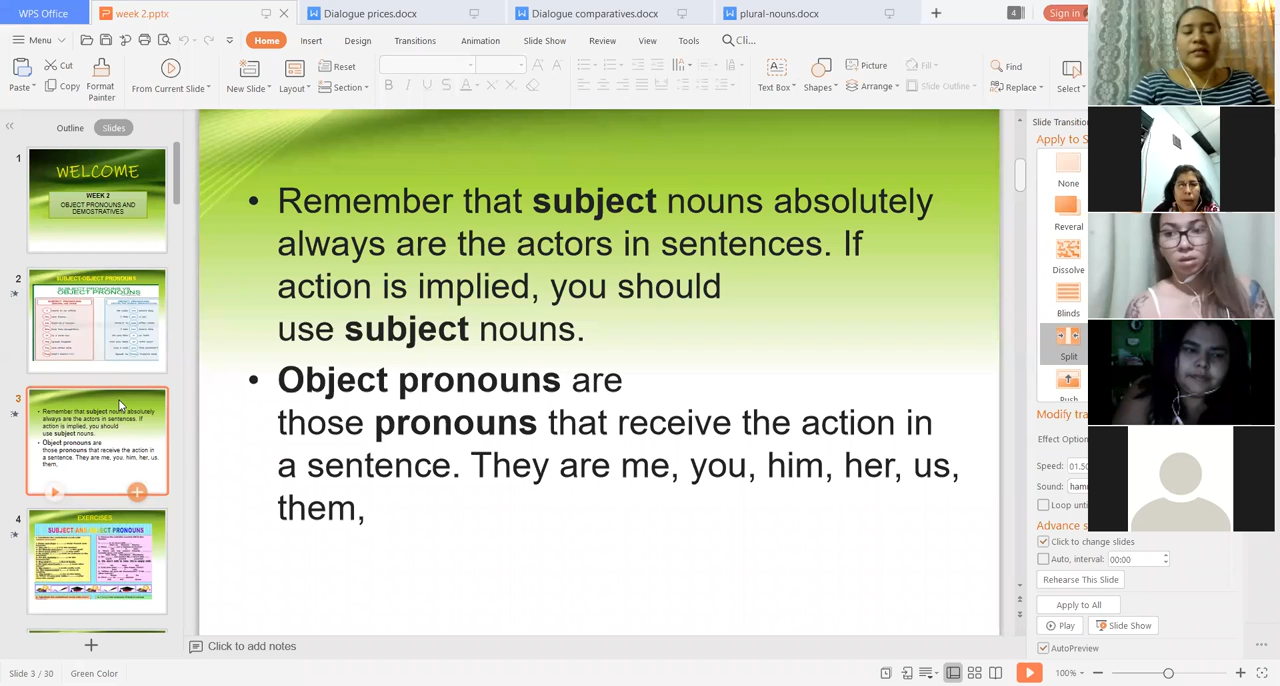 WPS Office
week 2.pptx
Dialogue prices.docx
Dialogue comparatives.docx
plural-nouns.docx
4
Sign in
Menu
Home
Insert
Design
Transitions
Animation
Slide Show
Review
View
Tools
Cli...
Paste
Cut
Copy
Format
Painter
From Current Slide
New Slide
Layout
Reset
Section
Text Box
Shapes
Picture
Arrange
Fill
Slide Outline
Find
Replace
Select
Outline
Slides
1
WELCOME
WEEK 2
OBJECT PRONOUNS AND
DEMOSTRATIVES
2
SUBJECT-OBJECT PRONOUNS
3
Remember that subject nouns absolutely
always are the actors in sentences. If
action is implied, you should
use subject nouns.
Object pronouns are
those pronouns that receive the action in
a sentence. They are me, you, him, her, us,
them,
4
EXERCISES
SUBJECT AND OBJECT PRONOUNS
• Remember that subject nouns absolutely
always are the actors in sentences. If
action is implied, you should
use subject nouns.
• Object pronouns are
those pronouns that receive the action in
a sentence. They are me, you, him, her, us,
them,
Slide Transition
Apply to S
None
Reveral
Dissolve
Blinds
Split
Push
Modify tra
Effect Option
Speed: 01.50
Sound: ham
Loop unti
Advance s
Click to change slides
Auto, interval: 00:00
Rehearse This Slide
Apply to All
Play
Slide Show
AutoPreview
Click to add notes
Slide 3 / 30
Green Color
100%